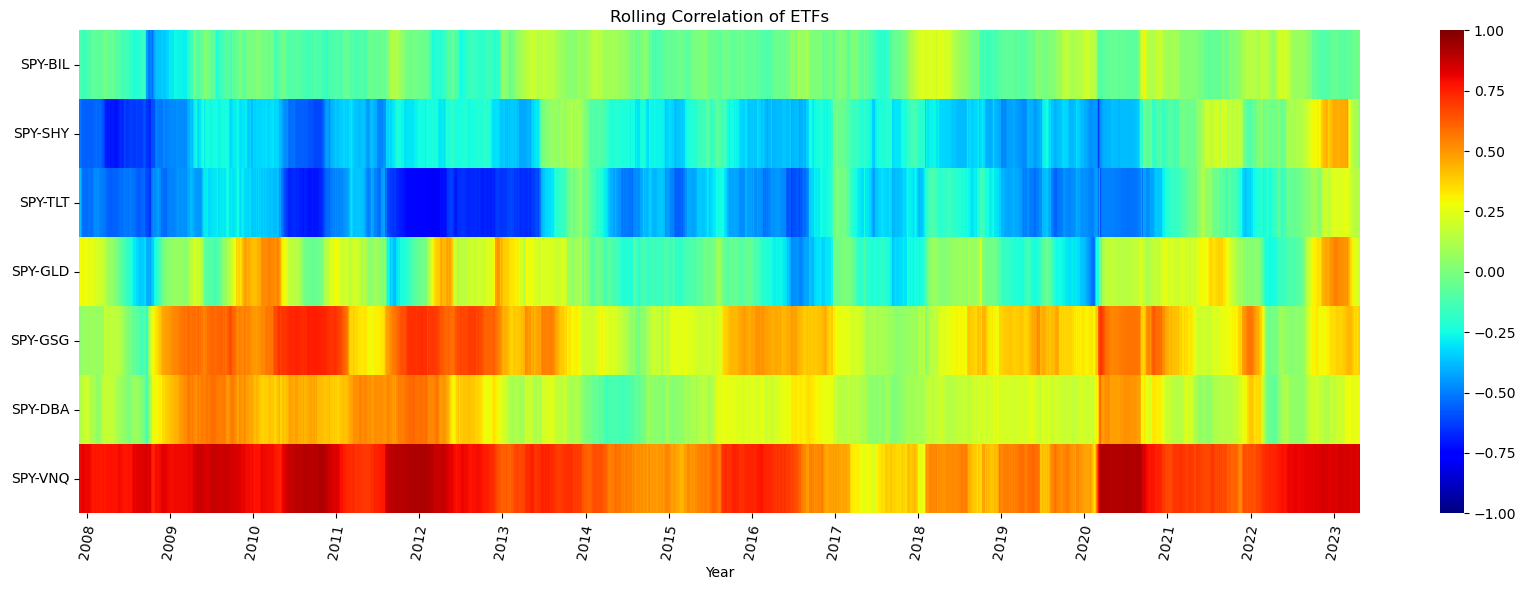 Rolling Correlation of ETFs
SPY-BIL
SPY-SHY
SPY-TLT
SPY-GLD
SPY-GSG
SPY-DBA
SPY-VNQ
2008
2009
2010
2011
2012
2013
2014
2015
2016
2017
2018
2019
2020
2021
2022
2023
Year
1.00
0.75
0.50
0.25
0.00
−0.25
−0.50
−0.75
−1.00